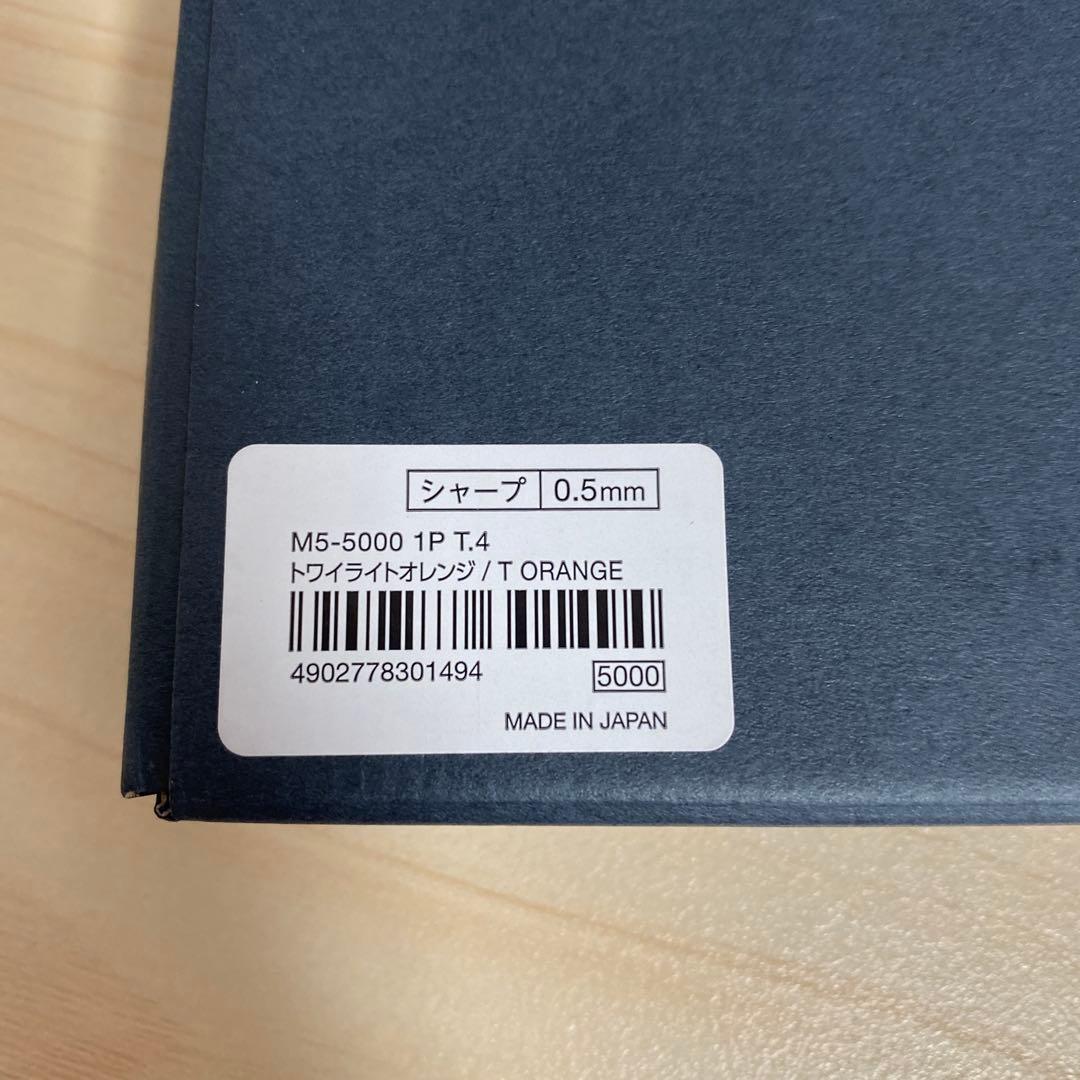 シャープ 0.5mm
M5-5000 1P T.4
トワイライトオレンジ / T ORANGE
4902778301494 5000
MADE IN JAPAN